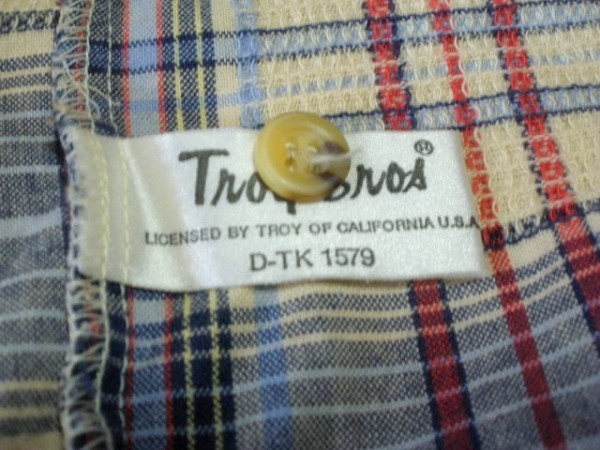 Troy Bros®
LICENSED BY TROY OF CALIFORNIA U.S.A
D-TK 1579